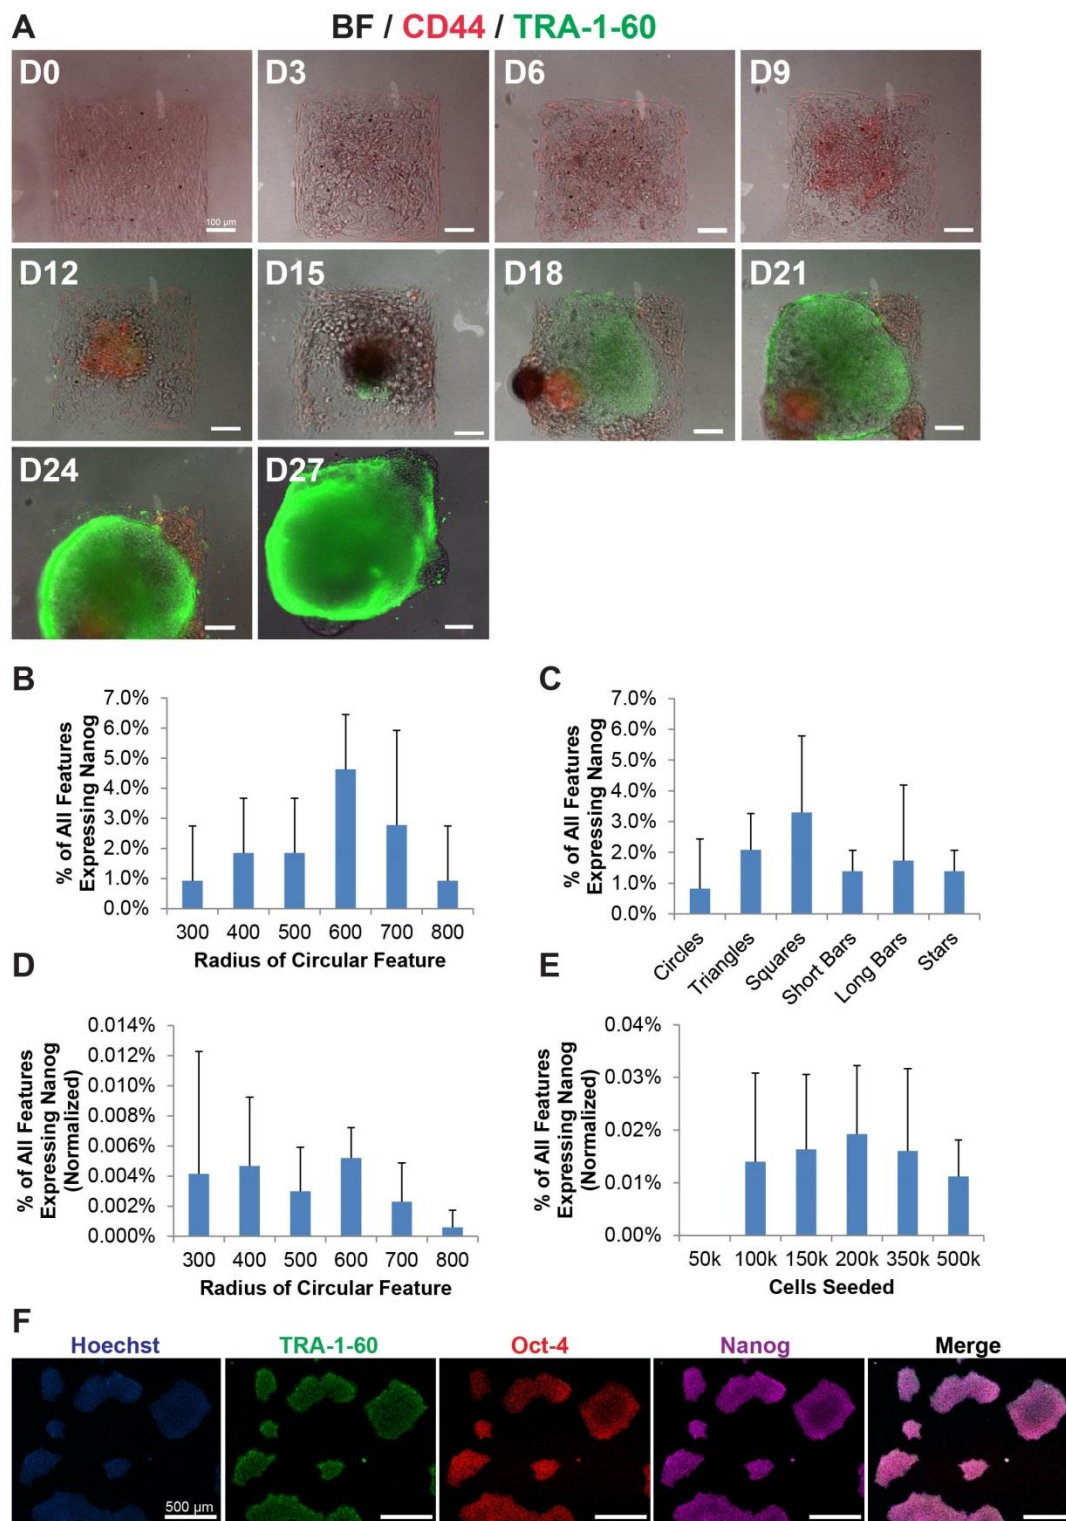 A
BF / CD44 / TRA-1-60
D0
D3
D6
D9
100 µm
D12
D15
D18
D21
D24
D27
B
% of All Features
Expressing Nanog
7.0%
6.0%
5.0%
4.0%
3.0%
2.0%
1.0%
0.0%
300 400 500 600 700 800
Radius of Circular Feature
C
% of All Features
Expressing Nanog
7.0%
6.0%
5.0%
4.0%
3.0%
2.0%
1.0%
0.0%
Circles
Triangles
Squares
Short Bars
Long Bars
Stars
D
% of All Features
Expressing Nanog
(Normalized)
0.014%
0.012%
0.010%
0.008%
0.006%
0.004%
0.002%
0.000%
300 400 500 600 700 800
Radius of Circular Feature
E
% of All Features
Expressing Nanog
(Normalized)
0.04%
0.03%
0.02%
0.01%
0.00%
50k 100k 150k 200k 350k 500k
Cells Seeded
F
Hoechst
TRA-1-60
Oct-4
Nanog
Merge
500 µm